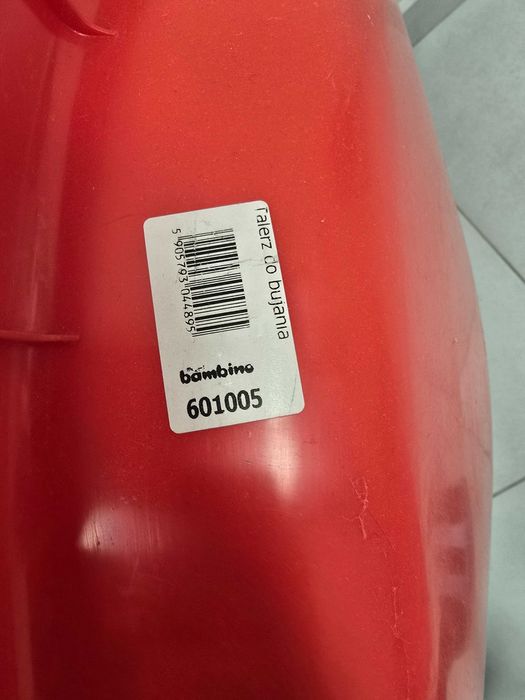 Talerz do bujania
5 905793 044895
bambino
601005